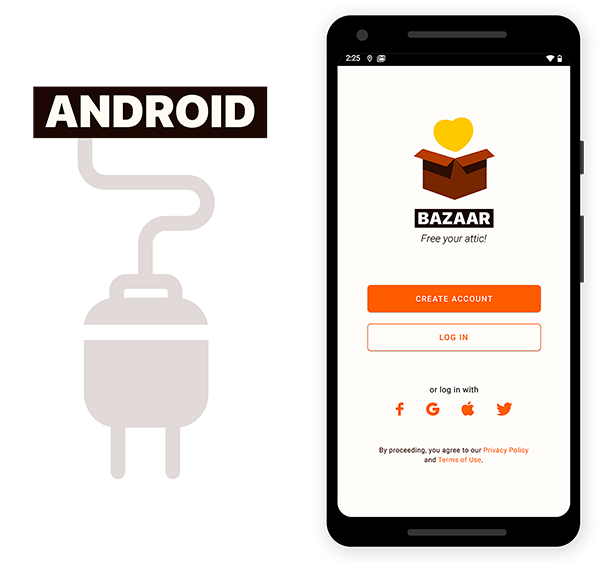 ANDROID
2:25
BAZAAR
Free your attic!
CREATE ACCOUNT
LOG IN
or log in with
By proceeding, you agree to our Privacy Policy
and Terms of Use.